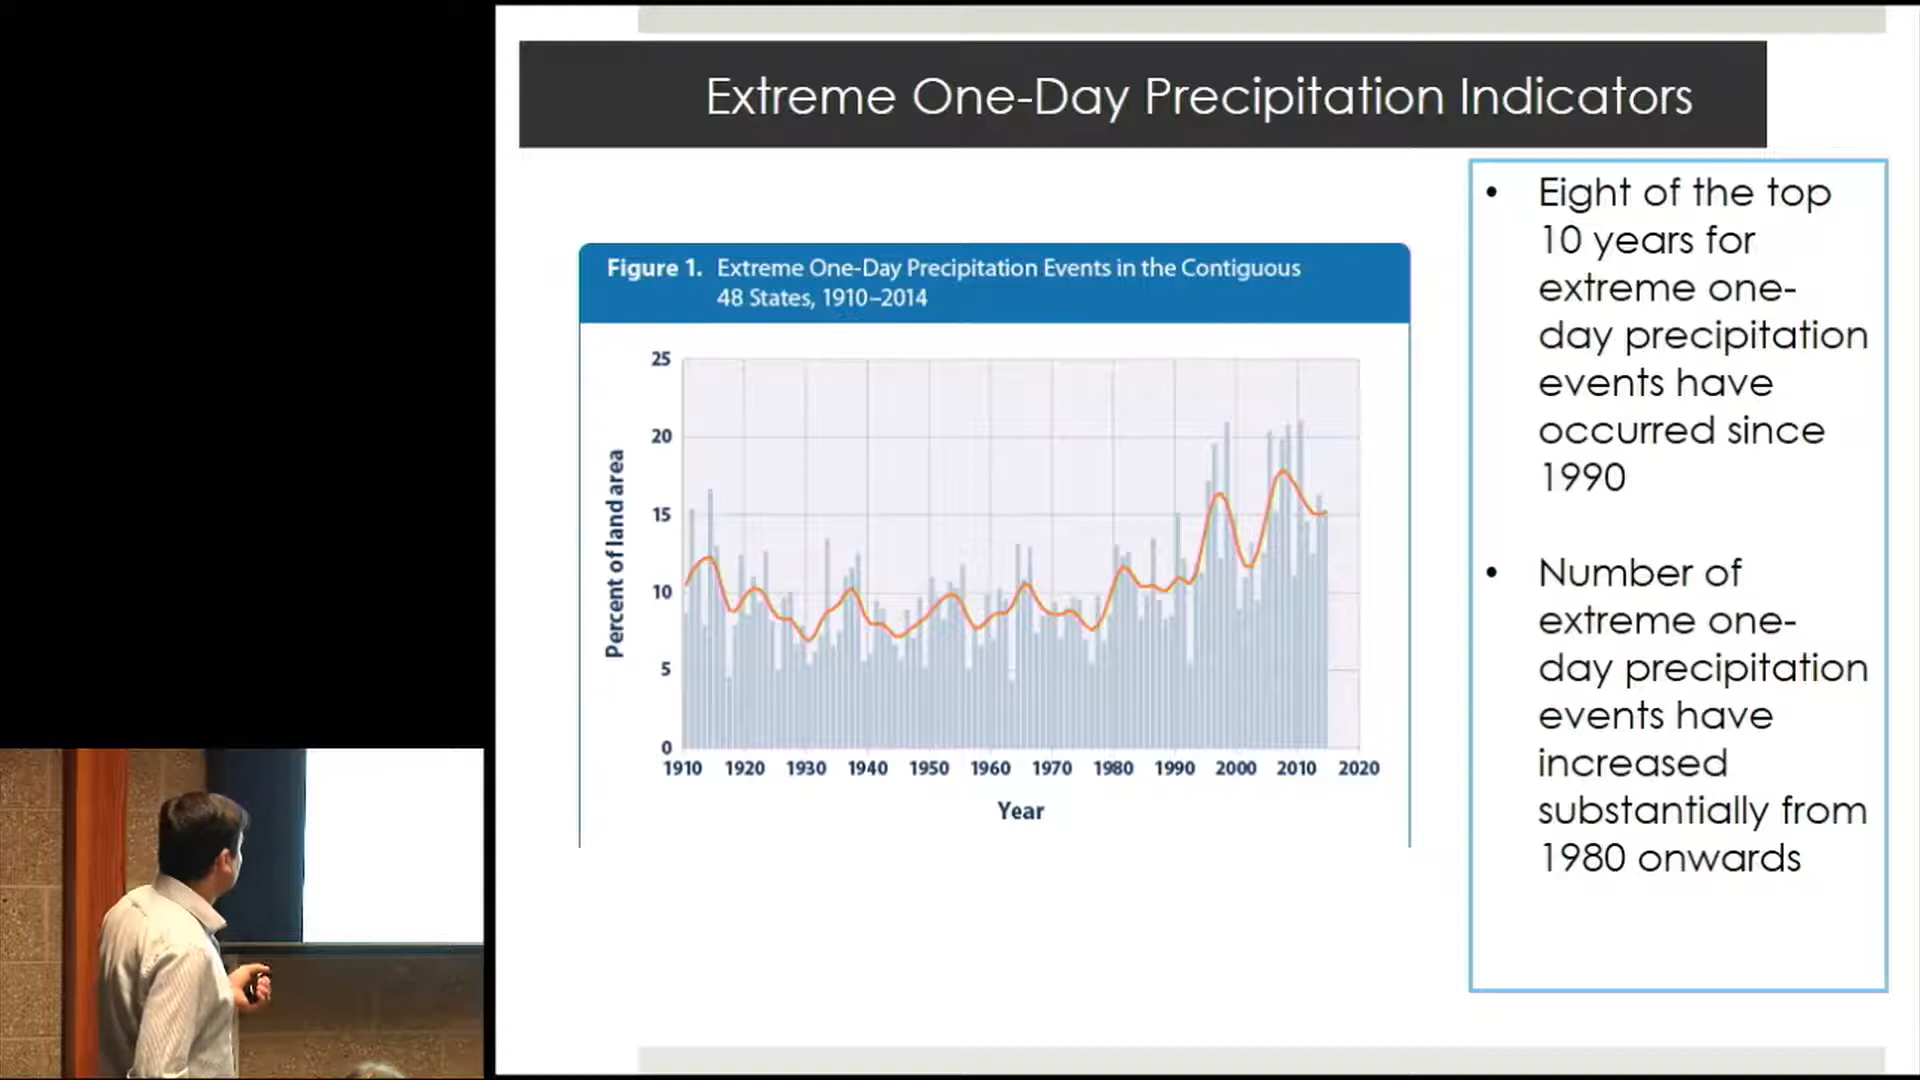 Extreme One-Day Precipitation Indicators
Figure 1. Extreme One-Day Precipitation Events in the Contiguous
48 States, 1910–2014
25
20
15
10
5
0
Percent of land area
1910 1920 1930 1940 1950 1960 1970 1980 1990 2000 2010 2020
Year
• Eight of the top
10 years for
extreme one-
day precipitation
events have
occurred since
1990
• Number of
extreme one-
day precipitation
events have
increased
substantially from
1980 onwards